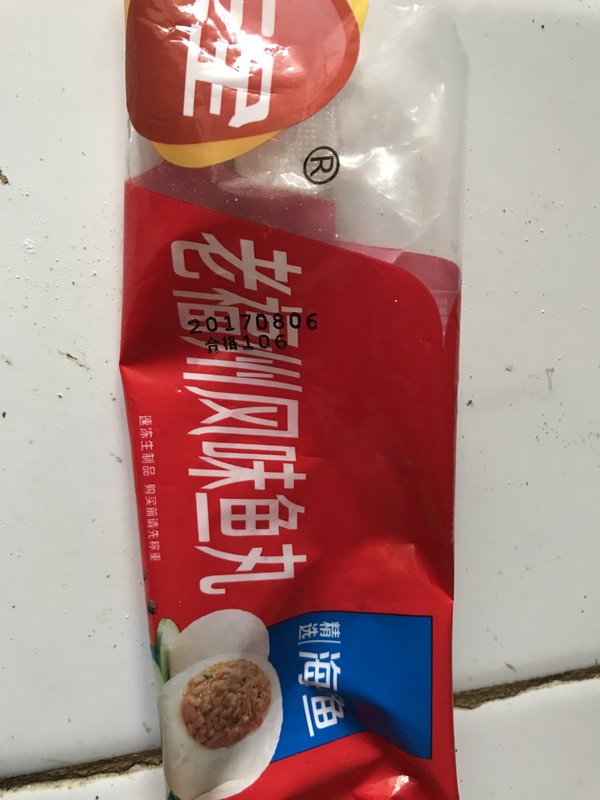 ®
老福州风味鱼丸
20170806
合格106
速冻生制品 购买前请先称重
精选
海鱼